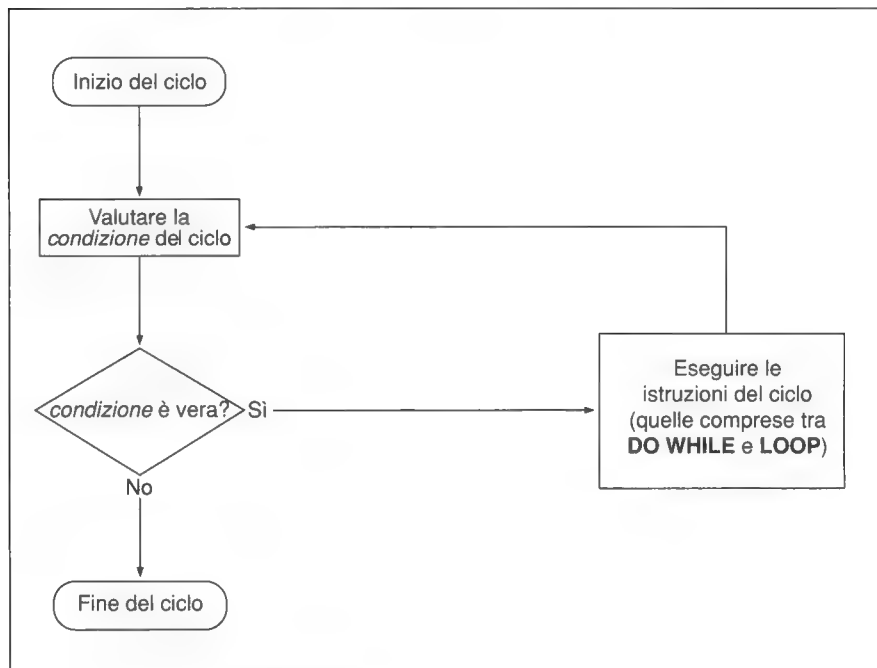 Inizio del ciclo
Valutare la
condizione del ciclo
condizione è vera?
Sì
Eseguire le
istruzioni del ciclo
(quelle comprese tra
DO WHILE e LOOP)
No
Fine del ciclo